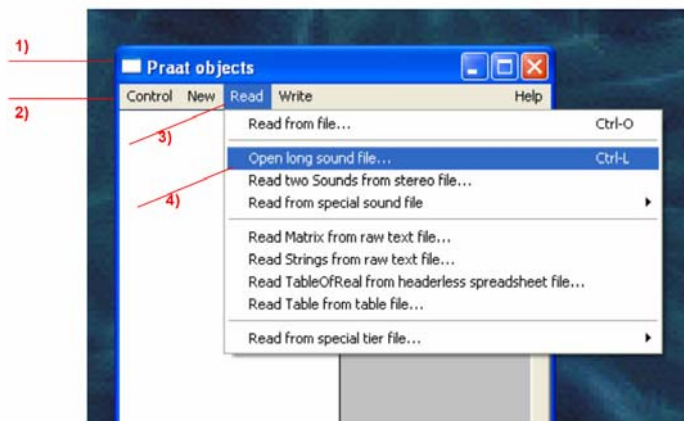 1)
Praat objects
2)
Control New Read Write Help
3)
Read from file... Ctrl-O
4)
Open long sound file... Ctrl-L
Read two Sounds from stereo file...
Read from special sound file
Read Matrix from raw text file...
Read Strings from raw text file...
Read TableOfReal from headerless spreadsheet file...
Read Table from table file...
Read from special tier file...